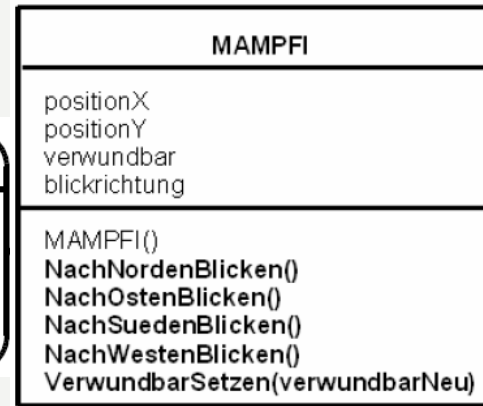 MAMPFI
positionX
positionY
verwundbar
blickrichtung
MAMPFI()
NachNordenBlicken()
NachOstenBlicken()
NachSuedenBlicken()
NachWestenBlicken()
VerwundbarSetzen(verwundbarNeu)